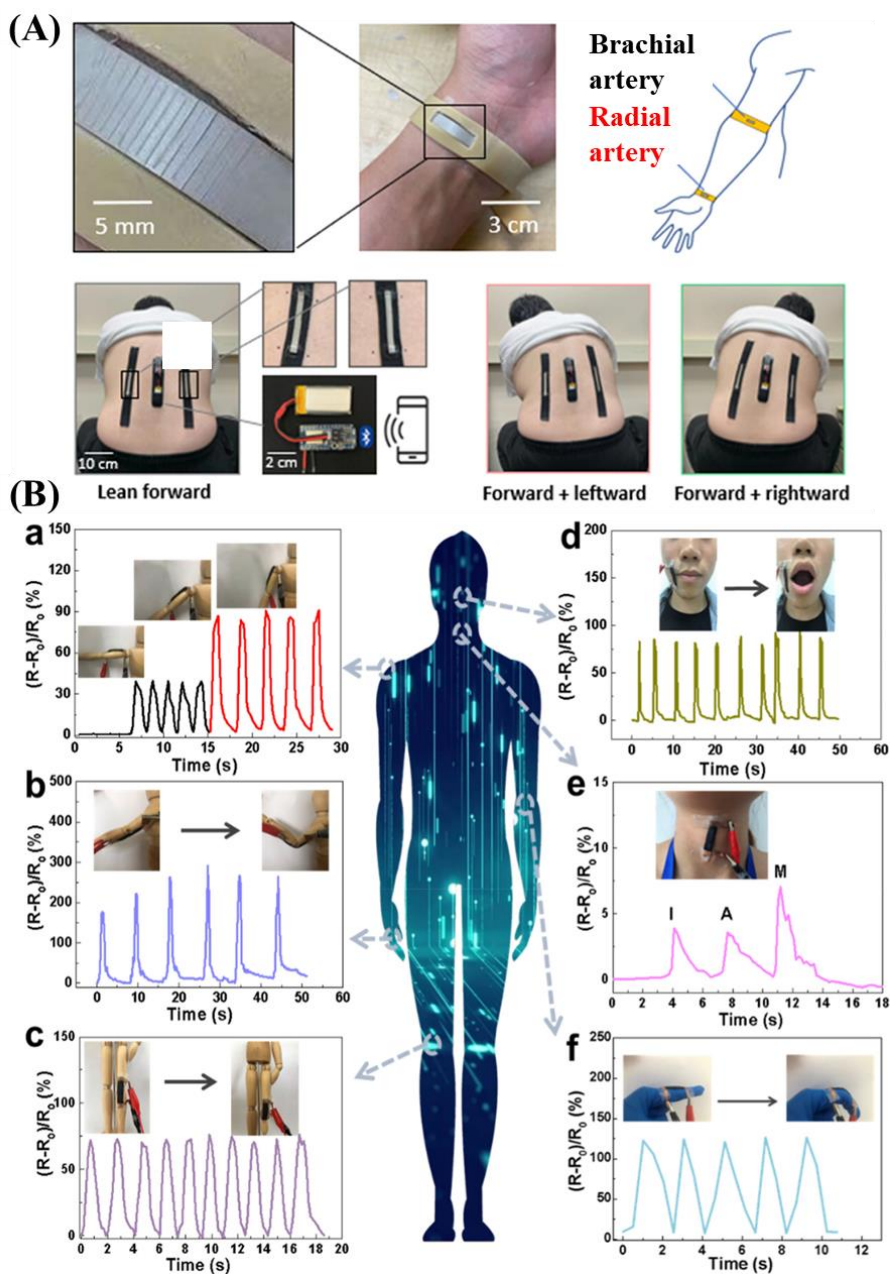 (A)
5 mm
3 cm
Brachial
artery
Radial
artery
10 cm
2 cm
Lean forward
Forward + leftward
Forward + rightward
(B)
a
(R-R₀)/R₀ (%)
150
120
90
60
30
0
0 5 10 15 20 25 30
Time (s)
d
(R-R₀)/R₀ (%)
200
150
100
50
0
0 10 20 30 40 50 60
Time (s)
b
(R-R₀)/R₀ (%)
500
400
300
200
100
0
0 10 20 30 40 50 60
Time (s)
e
(R-R₀)/R₀ (%)
15
10
5
0
I A M
0 2 4 6 8 10 12 14 16 18
Time (s)
c
(R-R₀)/R₀ (%)
150
100
50
0
0 2 4 6 8 10 12 14 16 18 20
Time (s)
f
(R-R₀)/R₀ (%)
250
200
150
100
50
0
0 2 4 6 8 10 12
Time (s)